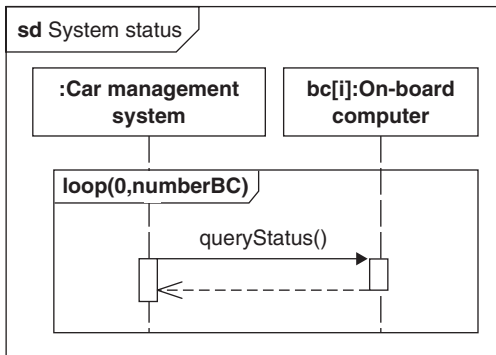 sd System status
:Car management
system
bc[i]:On-board
computer
loop(0,numberBC)
queryStatus()